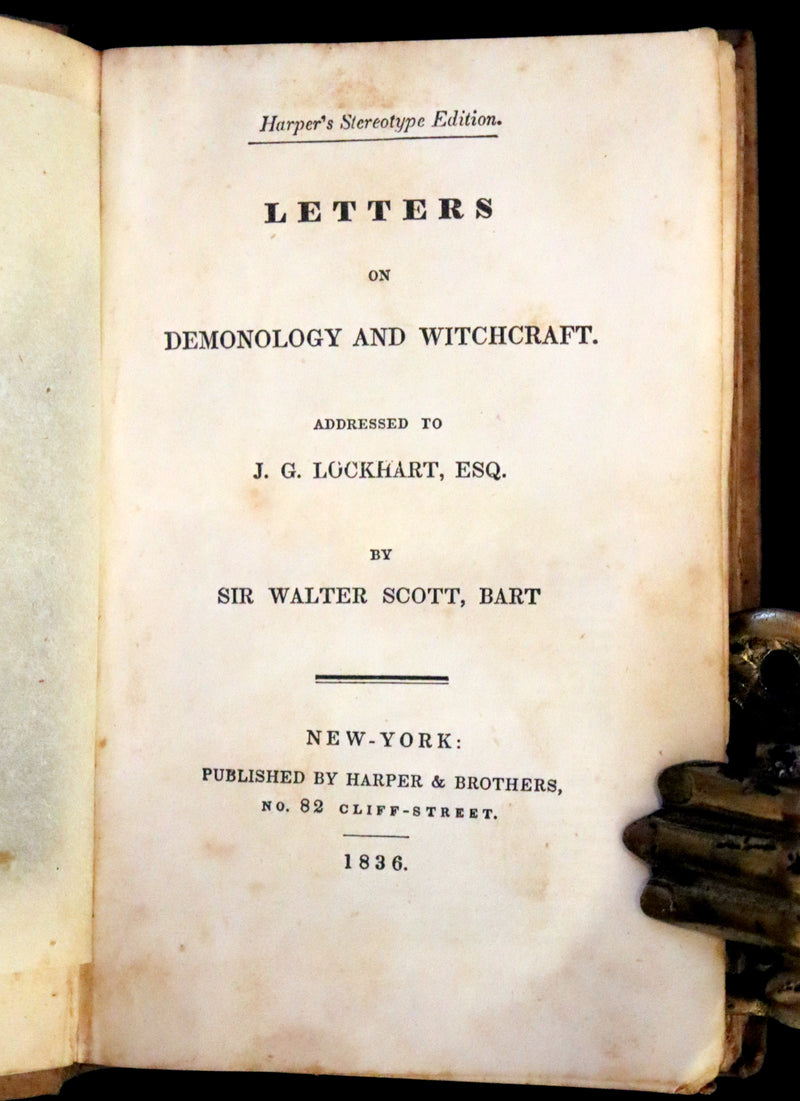 Harper's Stereotype Edition.
LETTERS
ON
DEMONOLOGY AND WITCHCRAFT.
ADDRESSED TO
J. G. LOCKHART, ESQ.
BY
SIR WALTER SCOTT, BART
NEW-YORK:
PUBLISHED BY HARPER & BROTHERS,
NO. 82 CLIFF-STREET.
1836.